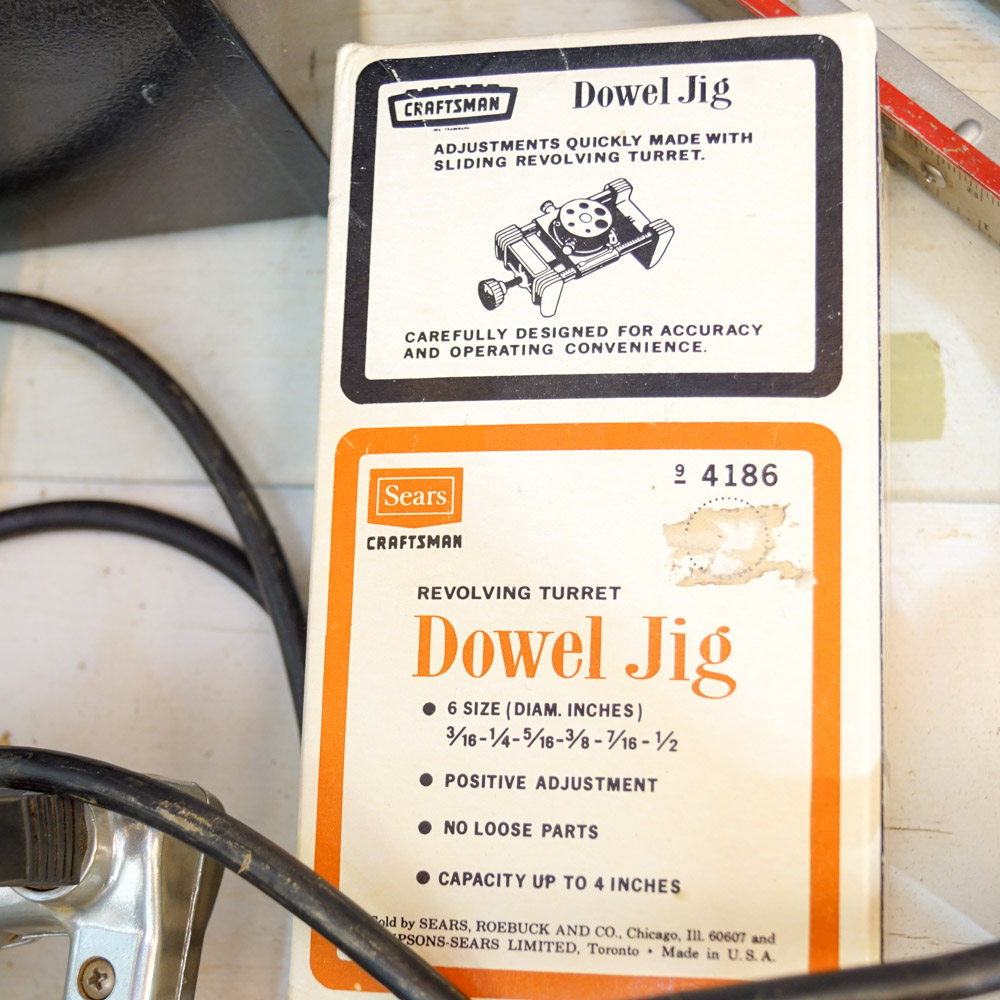 CRAFTSMAN
Dowel Jig
ADJUSTMENTS QUICKLY MADE WITH
SLIDING REVOLVING TURRET.
CAREFULLY DESIGNED FOR ACCURACY
AND OPERATING CONVENIENCE.
Sears
CRAFTSMAN
9 4186
REVOLVING TURRET
Dowel Jig
● 6 SIZE (DIAM. INCHES)
3/16-1/4-5/16-3/8-7/16-1/2
● POSITIVE ADJUSTMENT
● NO LOOSE PARTS
● CAPACITY UP TO 4 INCHES
Sold by SEARS, ROEBUCK AND CO., Chicago, Ill. 60607 and
PSONS-SEARS LIMITED, Toronto • Made in U.S.A.